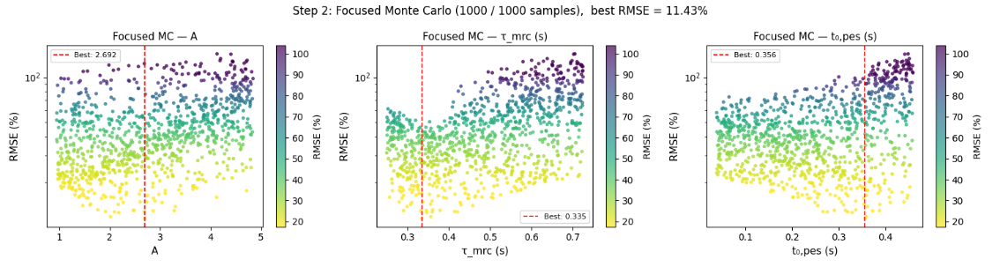 Step 2: Focused Monte Carlo (1000 / 1000 samples),  best RMSE = 11.43%
Focused MC — A
RMSE (%)
10²
Best: 2.692
1 2 3 4 5
A
100
90
80
70
60
50
40
30
20
RMSE (%)
Focused MC — τ_mrc (s)
RMSE (%)
10²
Best: 0.335
0.3 0.4 0.5 0.6 0.7
τ_mrc (s)
100
90
80
70
60
50
40
30
20
RMSE (%)
Focused MC — t₀,pes (s)
RMSE (%)
10²
Best: 0.356
0.1 0.2 0.3 0.4
t₀,pes (s)
100
90
80
70
60
50
40
30
20
RMSE (%)